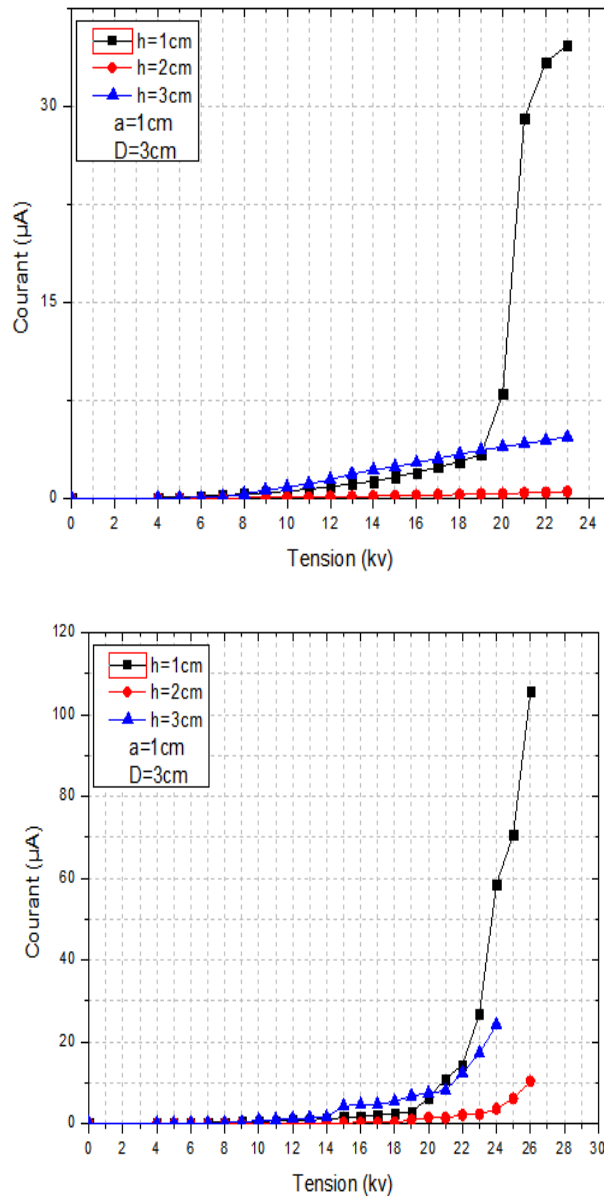 h=1cm
h=2cm
h=3cm
a=1cm
D=3cm
30
15
0
Courant (µA)
0 2 4 6 8 10 12 14 16 18 20 22 24
Tension (kv)
120
h=1cm
h=2cm
h=3cm
a=1cm
D=3cm
100
80
60
40
20
0
Courant (µA)
0 2 4 6 8 10 12 14 16 18 20 22 24 26 28 30
Tension (kv)